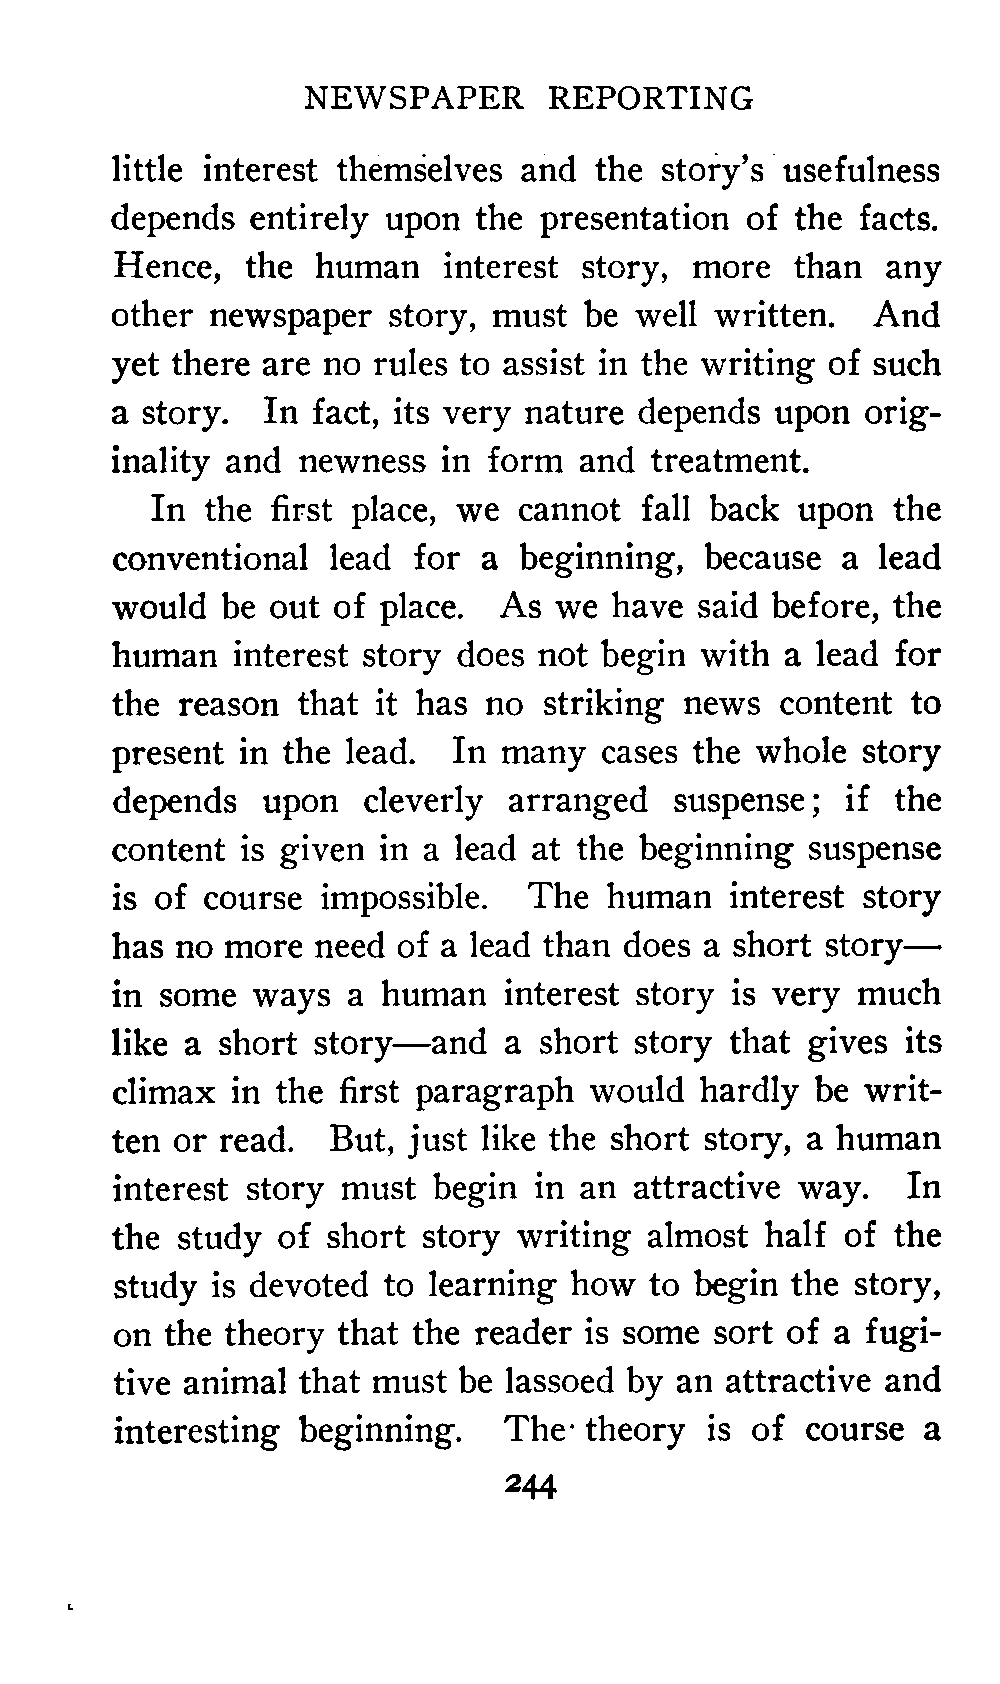 NEWSPAPER REPORTING
little interest themselves and the story's usefulness
depends entirely upon the presentation of the facts.
Hence, the human interest story, more than any
other newspaper story, must be well written. And
yet there are no rules to assist in the writing of such
a story. In fact, its very nature depends upon orig-
inality and newness in form and treatment.
In the first place, we cannot fall back upon the
conventional lead for a beginning, because a lead
would be out of place. As we have said before, the
human interest story does not begin with a lead for
the reason that it has no striking news content to
present in the lead. In many cases the whole story
depends upon cleverly arranged suspense; if the
content is given in a lead at the beginning suspense
is of course impossible. The human interest story
has no more need of a lead than does a short story—
in some ways a human interest story is very much
like a short story—and a short story that gives its
climax in the first paragraph would hardly be writ-
ten or read. But, just like the short story, a human
interest story must begin in an attractive way. In
the study of short story writing almost half of the
study is devoted to learning how to begin the story,
on the theory that the reader is some sort of a fugi-
tive animal that must be lassoed by an attractive and
interesting beginning. The theory is of course a
244